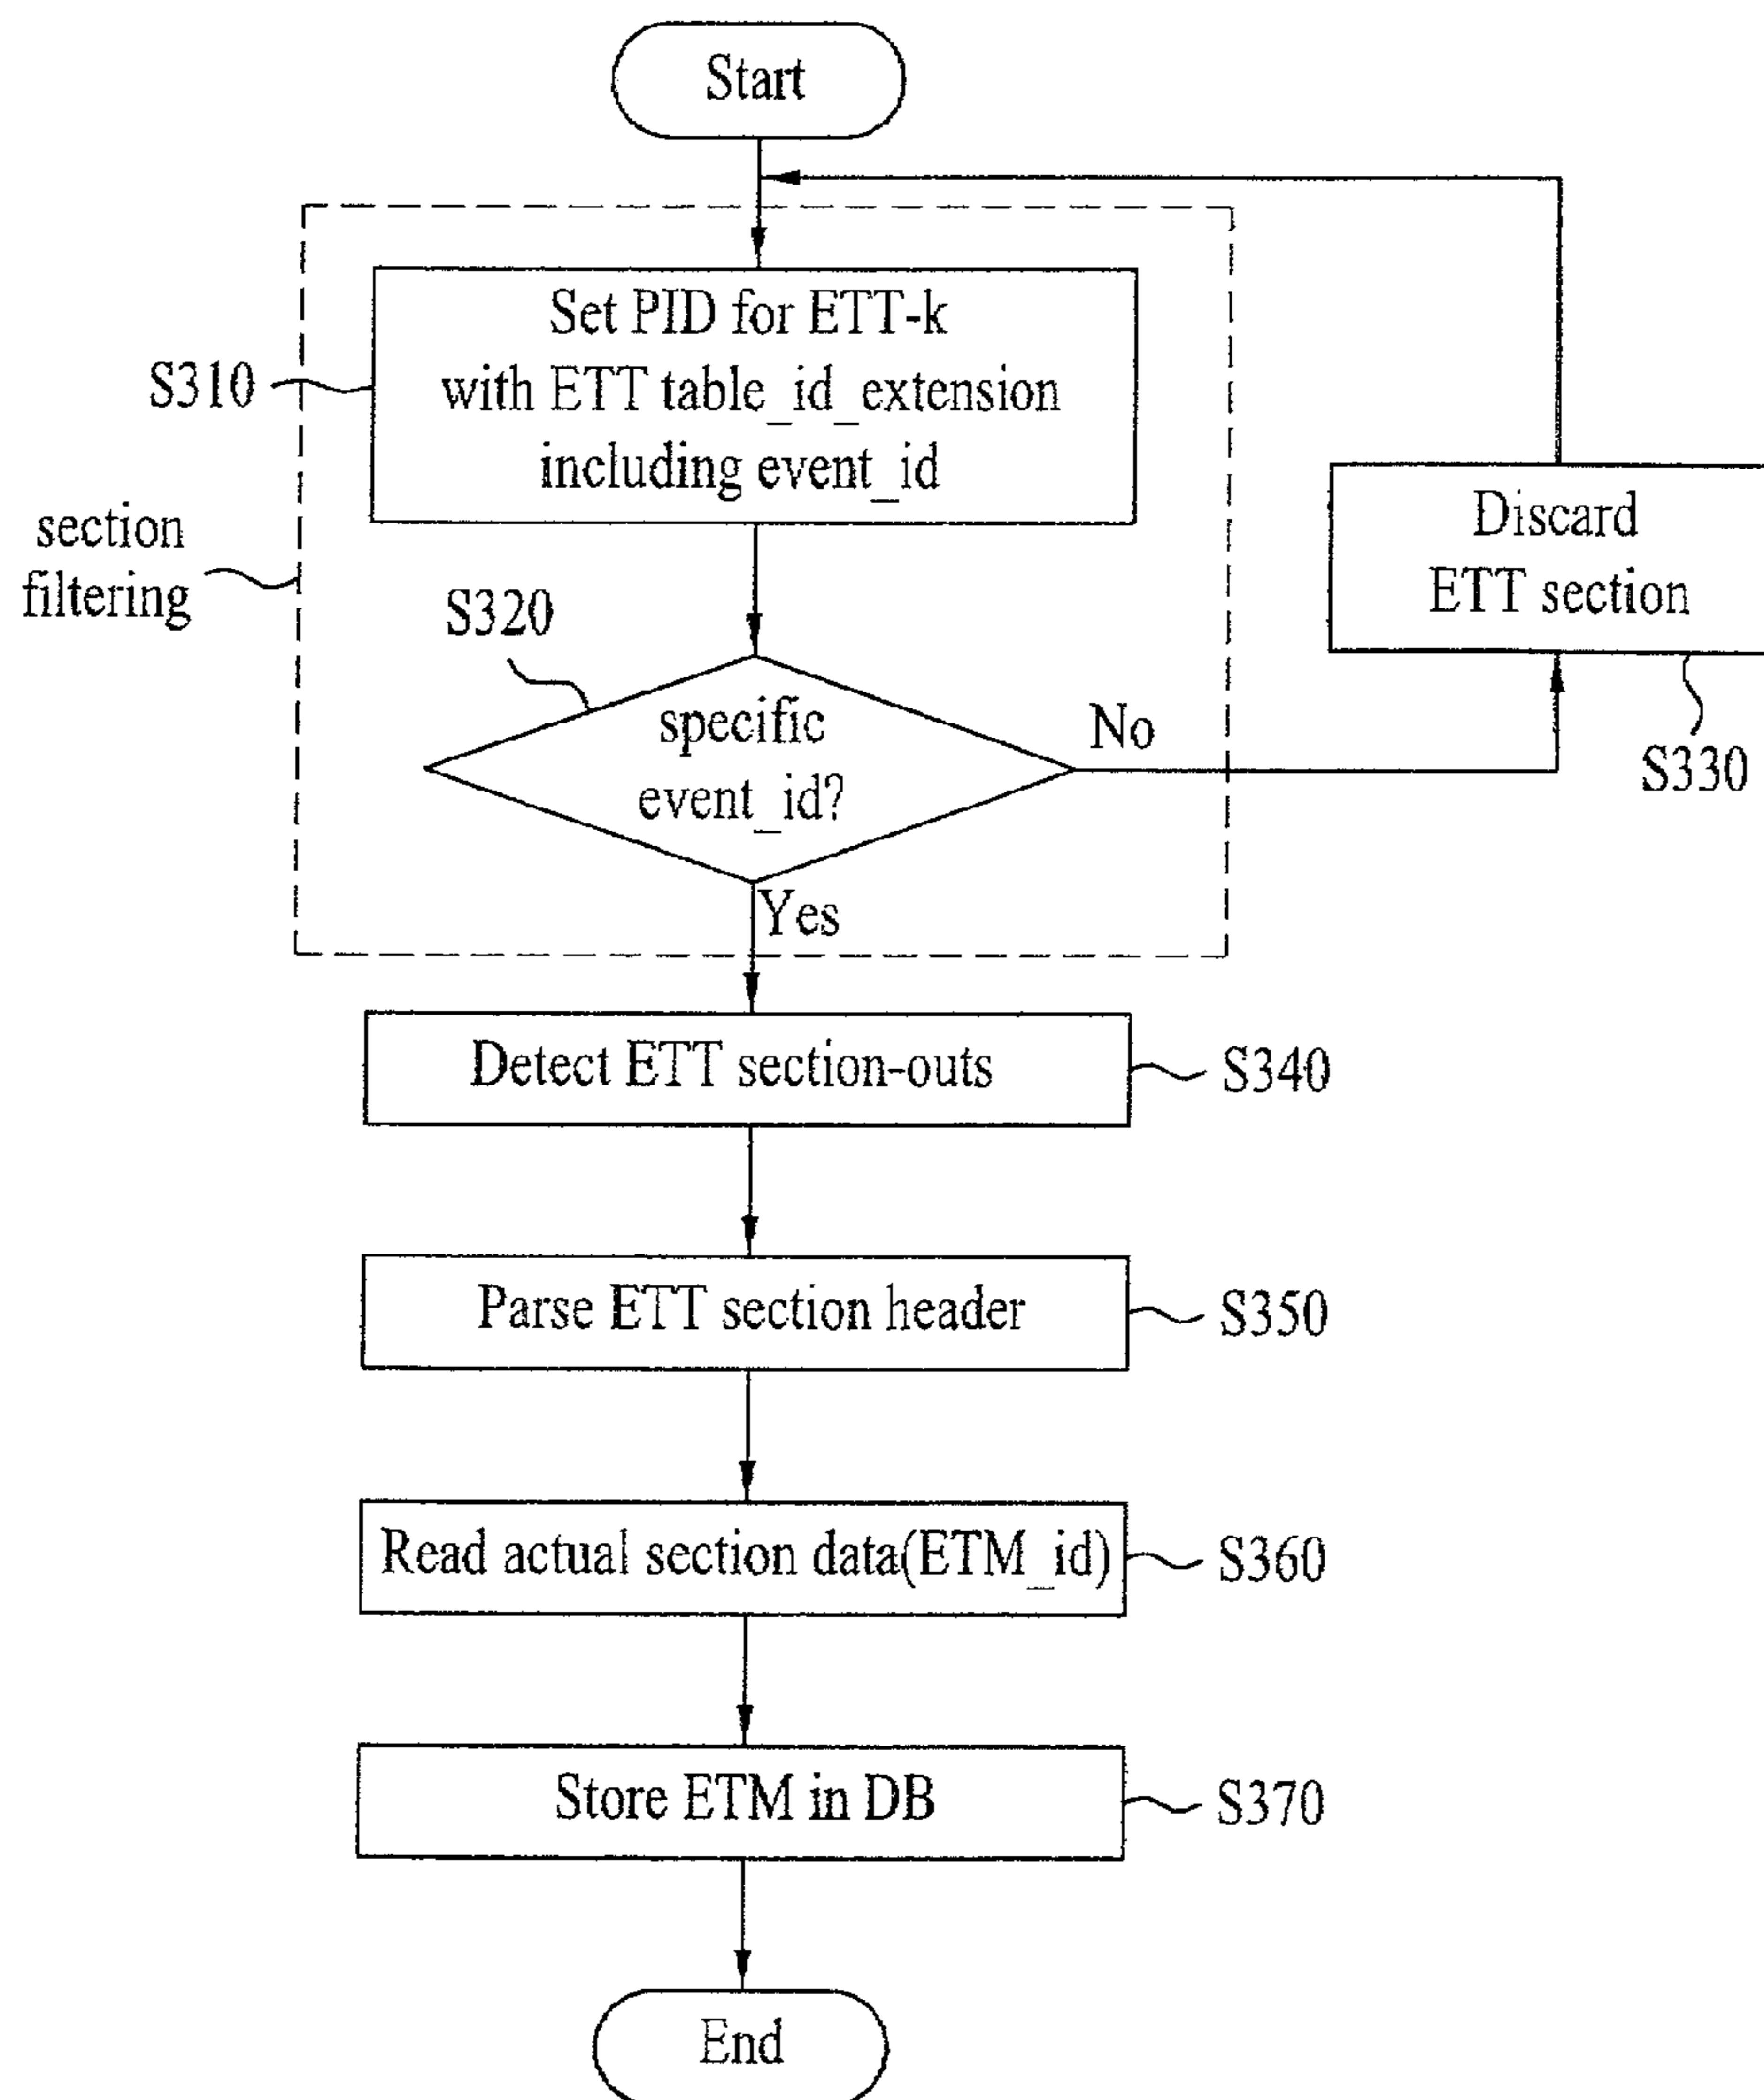 Start
Set PID for ETT-k
with ETT table_id_extension
including event_id
S310
section
filtering
S320
specific
event_id?
No
Yes
Discard
ETT section
S330
Detect ETT section-outs
S340
Parse ETT section header
S350
Read actual section data(ETM_id)
S360
Store ETM in DB
S370
End